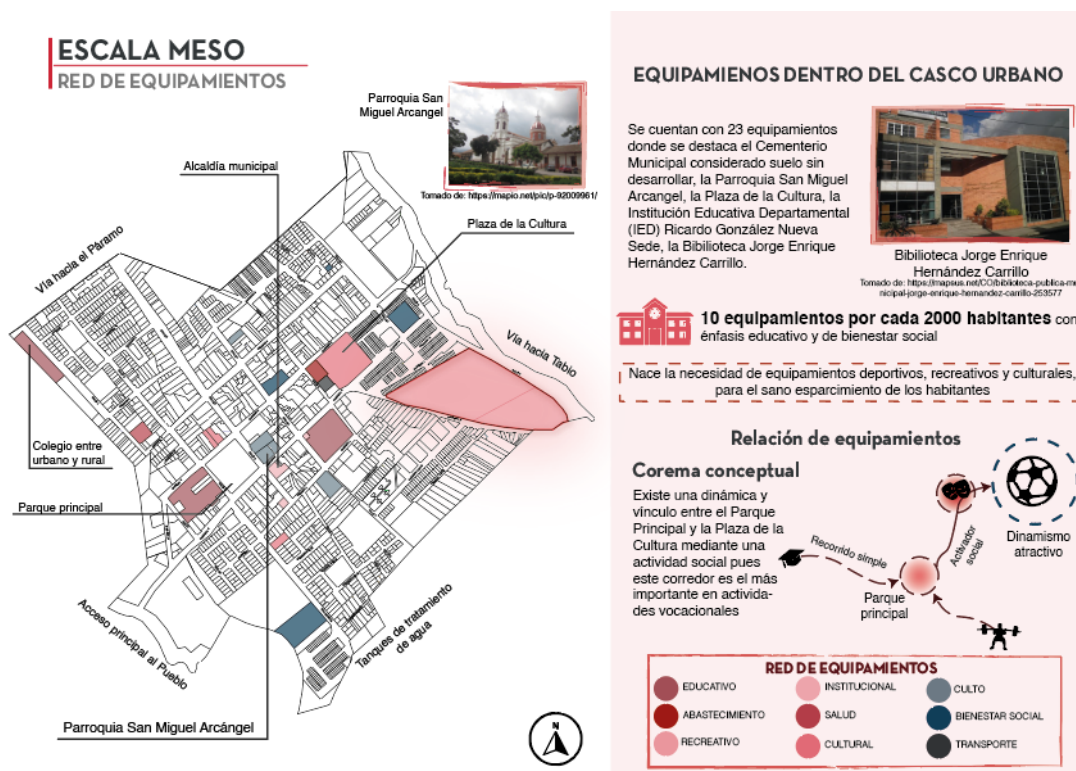 ESCALA MESO
RED DE EQUIPAMIENTOS
Parroquia San
Miguel Arcangel
Tomado de: https://mapio.net/pic/p-92009961/
Alcaldía municipal
Plaza de la Cultura
Vía hacia el Páramo
Vía hacia Tabio
Colegio entre
urbano y rural
Parque principal
Acceso principal al Pueblo
Tanques de tratamiento
de agua
Parroquia San Miguel Arcángel
N
EQUIPAMIENOS DENTRO DEL CASCO URBANO
Se cuentan con 23 equipamientos
donde se destaca el Cementerio
Municipal considerado suelo sin
desarrollar, la Parroquia San Miguel
Arcangel, la Plaza de la Cultura, la
Institución Educativa Departamental
(IED) Ricardo González Nueva
Sede, la Bibilioteca Jorge Enrique
Hernández Carrillo.
Bibilioteca Jorge Enrique
Hernández Carrillo
Tomado de: https://mapsus.net/CO/biblioteca-publica-mu
nicipal-jorge-enrique-hernandez-carrillo-253577
10 equipamientos por cada 2000 habitantes con
énfasis educativo y de bienestar social
Nace la necesidad de equipamientos deportivos, recreativos y culturales,
para el sano esparcimiento de los habitantes
Relación de equipamientos
Corema conceptual
Existe una dinámica y
vínculo entre el Parque
Principal y la Plaza de la
Cultura mediante una
actividad social pues
este corredor es el más
importante en activida-
des vocacionales
Recorrido simple
Activador
social
Parque
principal
Dinamismo
atractivo
RED DE EQUIPAMIENTOS
EDUCATIVO
INSTITUCIONAL
CULTO
ABASTECIMIENTO
SALUD
BIENESTAR SOCIAL
RECREATIVO
CULTURAL
TRANSPORTE